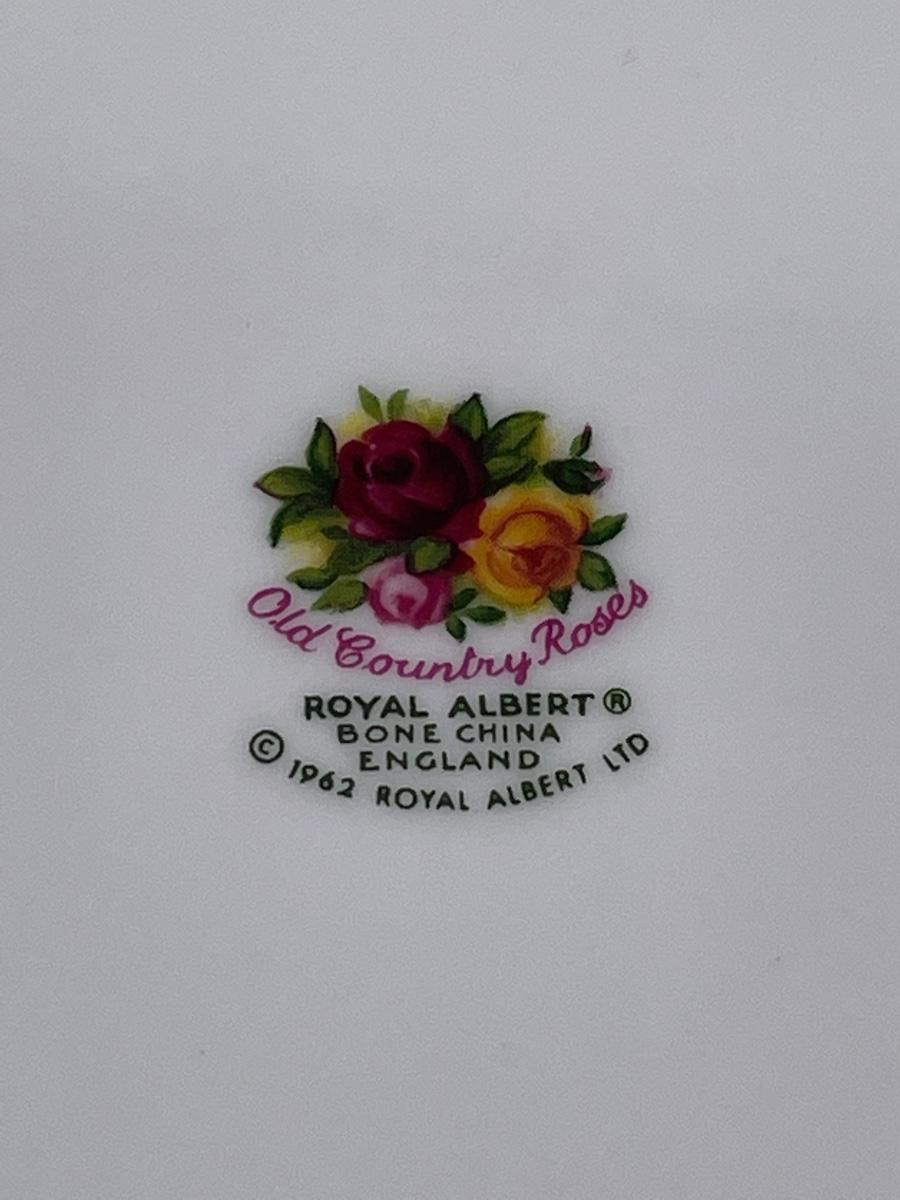 Old Country Roses
ROYAL ALBERT ®
BONE CHINA
ENGLAND
© 1962 ROYAL ALBERT LTD